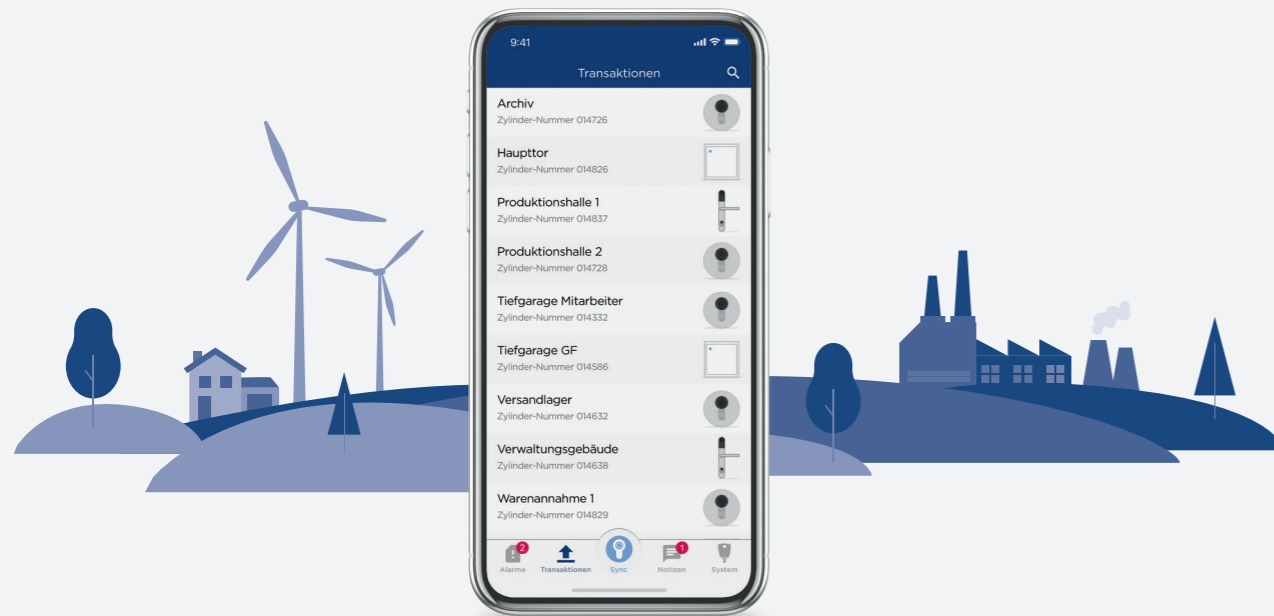 9:41
Transaktionen
Archiv
Zylinder-Nummer 014726
Haupttor
Zylinder-Nummer 014826
Produktionshalle 1
Zylinder-Nummer 014837
Produktionshalle 2
Zylinder-Nummer 014728
Tiefgarage Mitarbeiter
Zylinder-Nummer 014332
Tiefgarage GF
Zylinder-Nummer 014586
Versandlager
Zylinder-Nummer 014632
Verwaltungsgebäude
Zylinder-Nummer 014638
Warenannahme 1
Zylinder-Nummer 014829
2
1
Alarme Transaktionen Sync Notizen System